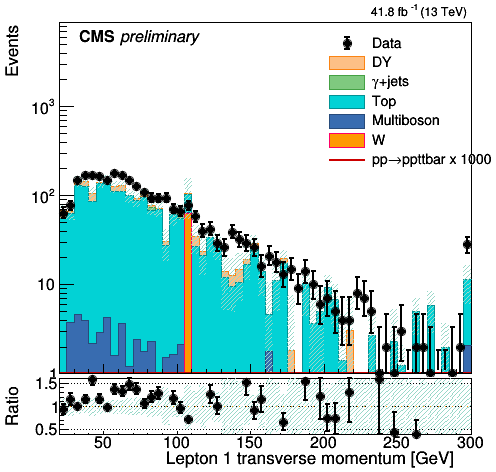 41.8 fb⁻¹ (13 TeV)
CMS preliminary
Events
Data
DY
γ+jets
Top
Multiboson
W
pp→ppttbar x 1000
10³
10²
10
1
Ratio
1.5
1
0.5
50 100 150 200 250 300
Lepton 1 transverse momentum [GeV]